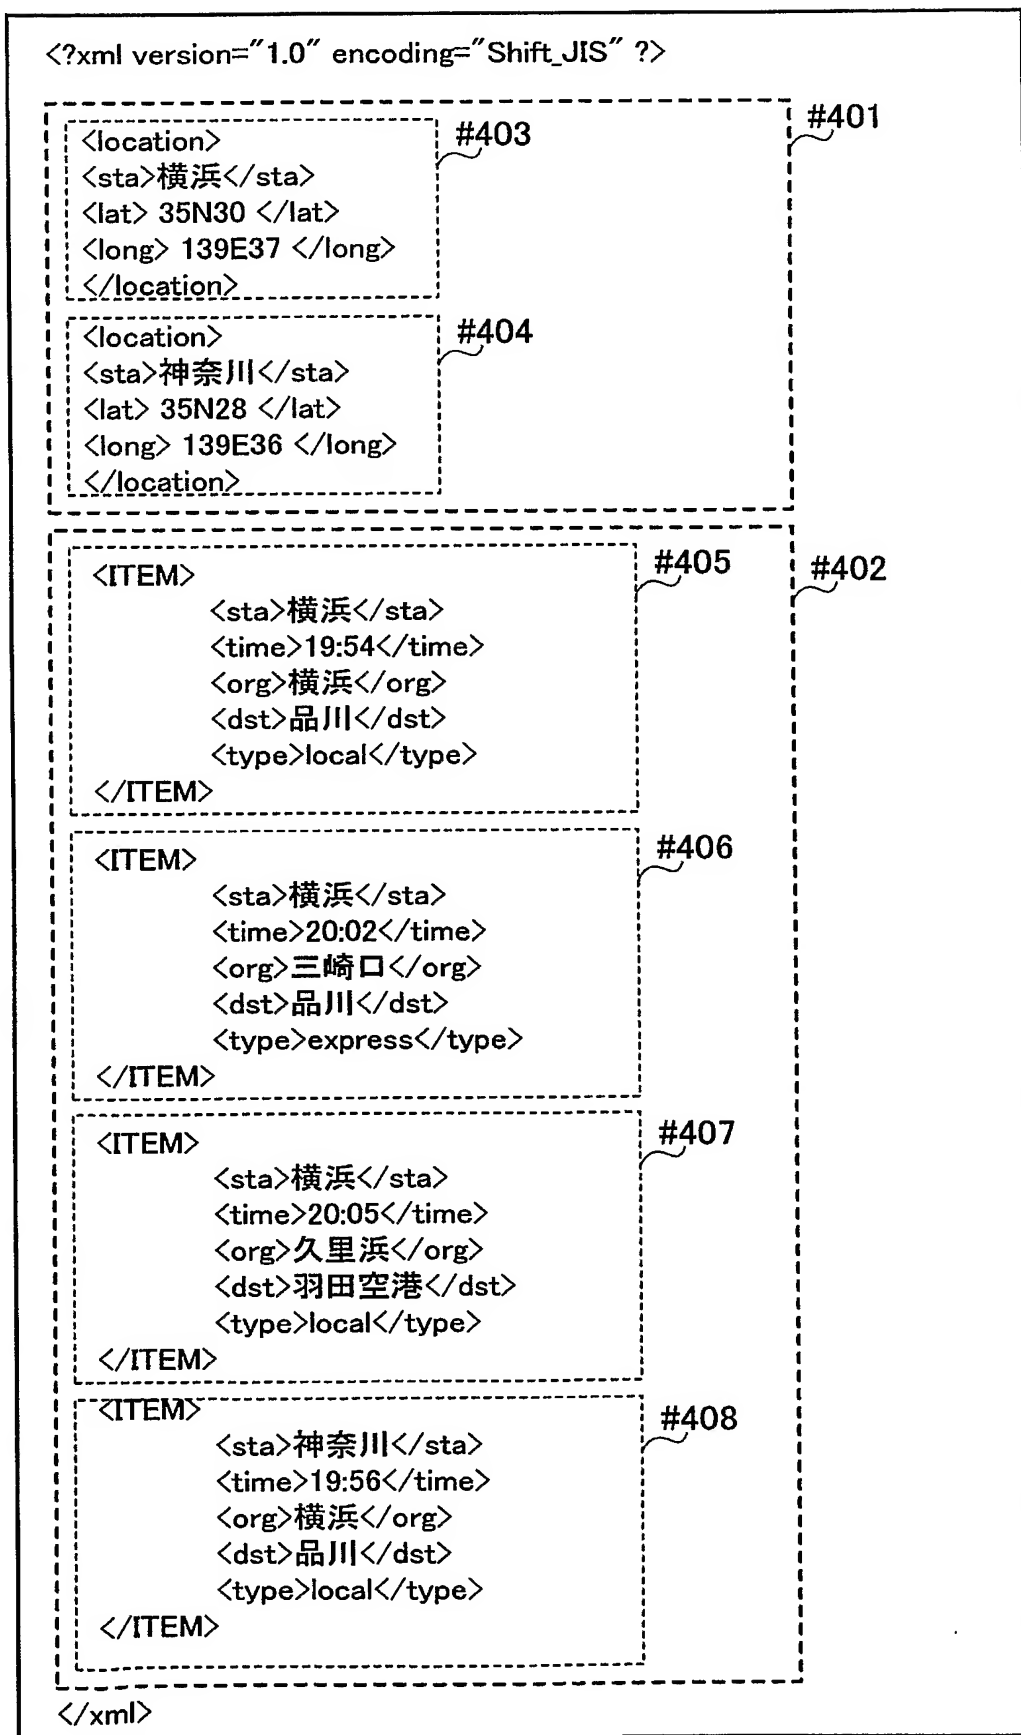 <?xml version="1.0" encoding="Shift_JIS" ?>
#401
#403
<location>
<sta>横浜</sta>
<lat> 35N30 </lat>
<long> 139E37 </long>
</location>
#404
<location>
<sta>神奈川</sta>
<lat> 35N28 </lat>
<long> 139E36 </long>
</location>
#402
#405
<ITEM>
<sta>横浜</sta>
<time>19:54</time>
<org>横浜</org>
<dst>品川</dst>
<type>local</type>
</ITEM>
#406
<ITEM>
<sta>横浜</sta>
<time>20:02</time>
<org>三崎口</org>
<dst>品川</dst>
<type>express</type>
</ITEM>
#407
<ITEM>
<sta>横浜</sta>
<time>20:05</time>
<org>久里浜</org>
<dst>羽田空港</dst>
<type>local</type>
</ITEM>
#408
<ITEM>
<sta>神奈川</sta>
<time>19:56</time>
<org>横浜</org>
<dst>品川</dst>
<type>local</type>
</ITEM>
</xml>